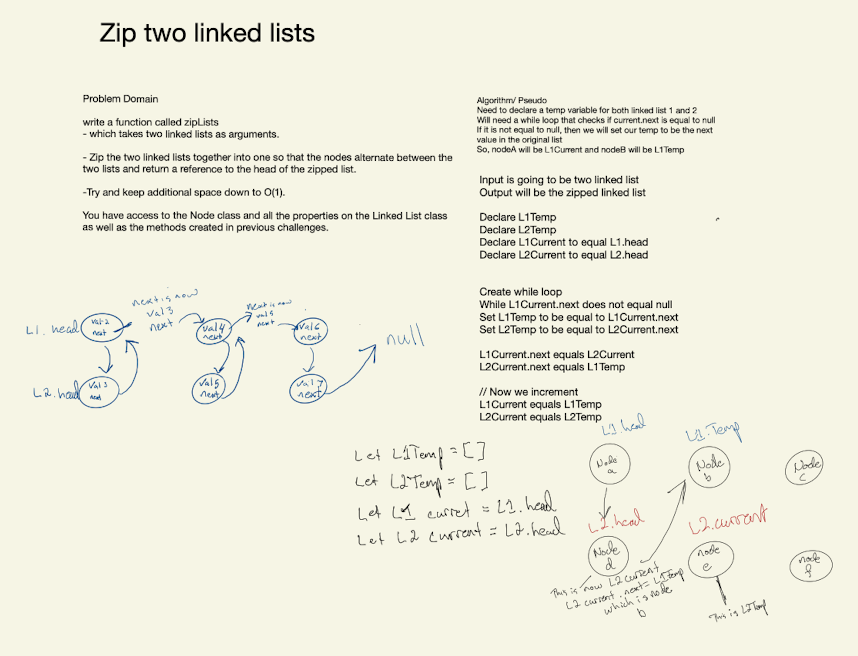 Zip two linked lists
Problem Domain
write a function called zipLists
- which takes two linked lists as arguments.
- Zip the two linked lists together into one so that the nodes alternate between the
two lists and return a reference to the head of the zipped list.
-Try and keep additional space down to O(1).
You have access to the Node class and all the properties on the Linked List class
as well as the methods created in previous challenges.
Algorithm/ Pseudo
Need to declare a temp variable for both linked list 1 and 2
Will need a while loop that checks if current.next is equal to null
If it is not equal to null, then we will set our temp to be the next
value in the original list
So, nodeA will be L1Current and nodeB will be L1Temp
Input is going to be two linked list
Output will be the zipped linked list
Declare L1Temp
Declare L2Temp
Declare L1Current to equal L1.head
Declare L2Current to equal L2.head
Create while loop
While L1Current.next does not equal null
Set L1Temp to be equal to L1Current.next
Set L2Temp to be equal to L2Current.next
L1Current.next equals L2Current
L2Current.next equals L1Temp
// Now we increment
L1Current equals L1Temp
L2Current equals L2Temp
L1.head
val 2
next
next is now
val 3
next
val 4
next
next is now
val 5
next
val 6
next
null
L2.head
val 3
next
val 5
next
val 7
next
Let L1Temp = []
Let L2Temp = []
Let L1 curret = L1.head
Let L2 current = L2.head
L1.head
L1.Temp
Node
a
Node
b
Node
c
L2.head
L2.current
Node
d
node
e
node
f
This is now L2current
L2 current.next = L1Temp
which is node
b
This is L2Temp